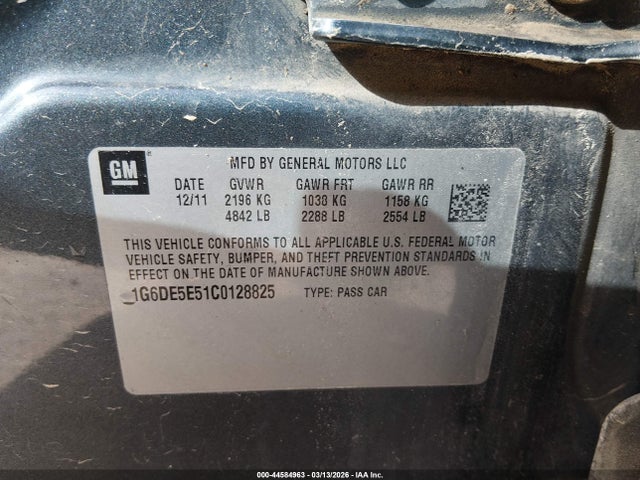 GM
MFD BY GENERAL MOTORS LLC
DATE GVWR GAWR FRT GAWR RR
12/11 2196 KG 1038 KG 1158 KG
4842 LB 2288 LB 2554 LB
THIS VEHICLE CONFORMS TO ALL APPLICABLE U.S. FEDERAL MOTOR
VEHICLE SAFETY, BUMPER, AND THEFT PREVENTION STANDARDS IN
EFFECT ON THE DATE OF MANUFACTURE SHOWN ABOVE.
1G6DE5E51C0128825 TYPE: PASS CAR
000-44584963 - 03/13/2026 - IAA Inc.